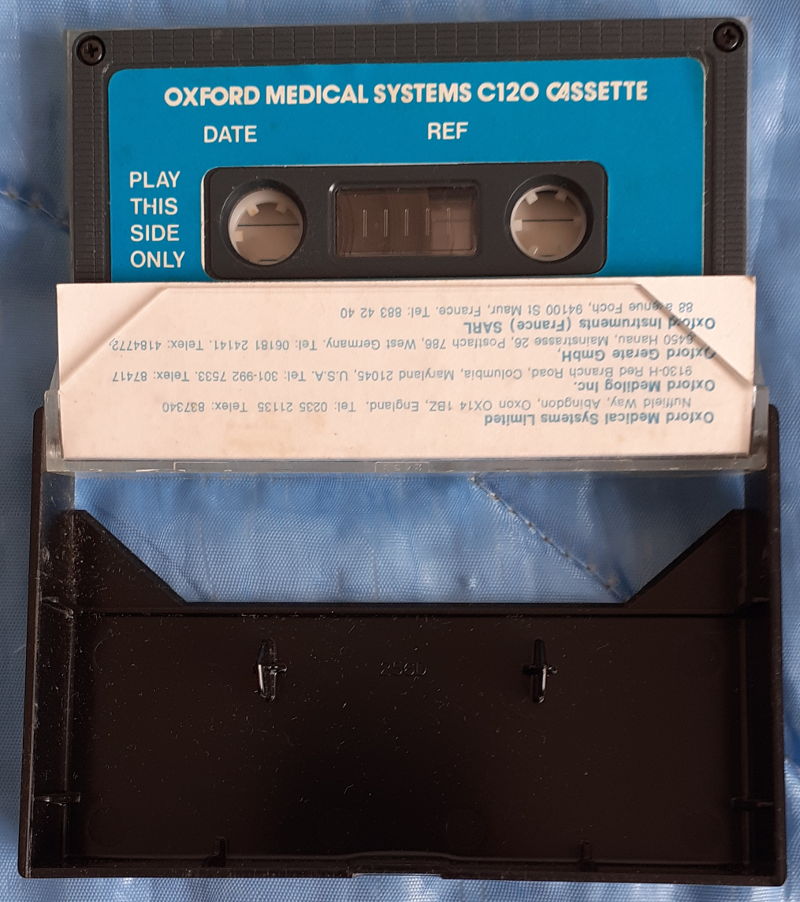 OXFORD MEDICAL SYSTEMS C120 CASSETTE
DATE REF
PLAY
THIS
SIDE
ONLY
Oxford Medical Systems Limited
Nuffield Way, Abingdon, Oxon OX14 1BZ, England. Tel: 0235 21135 Telex: 837340
Oxford Medilog Inc.
9130-H Red Branch Road, Columbia, Maryland 21045, U.S.A. Tel: 301-992 7533. Telex: 87417
Oxford Gerate GmbH,
6450 Hanau, Mainstrasse 26, Postfach 786, West Germany. Tel: 06181 24141. Telex: 4184772,
Oxford Instruments (France) SARL
88 avenue Foch, 94100 St Maur, France. Tel: 883 42 40